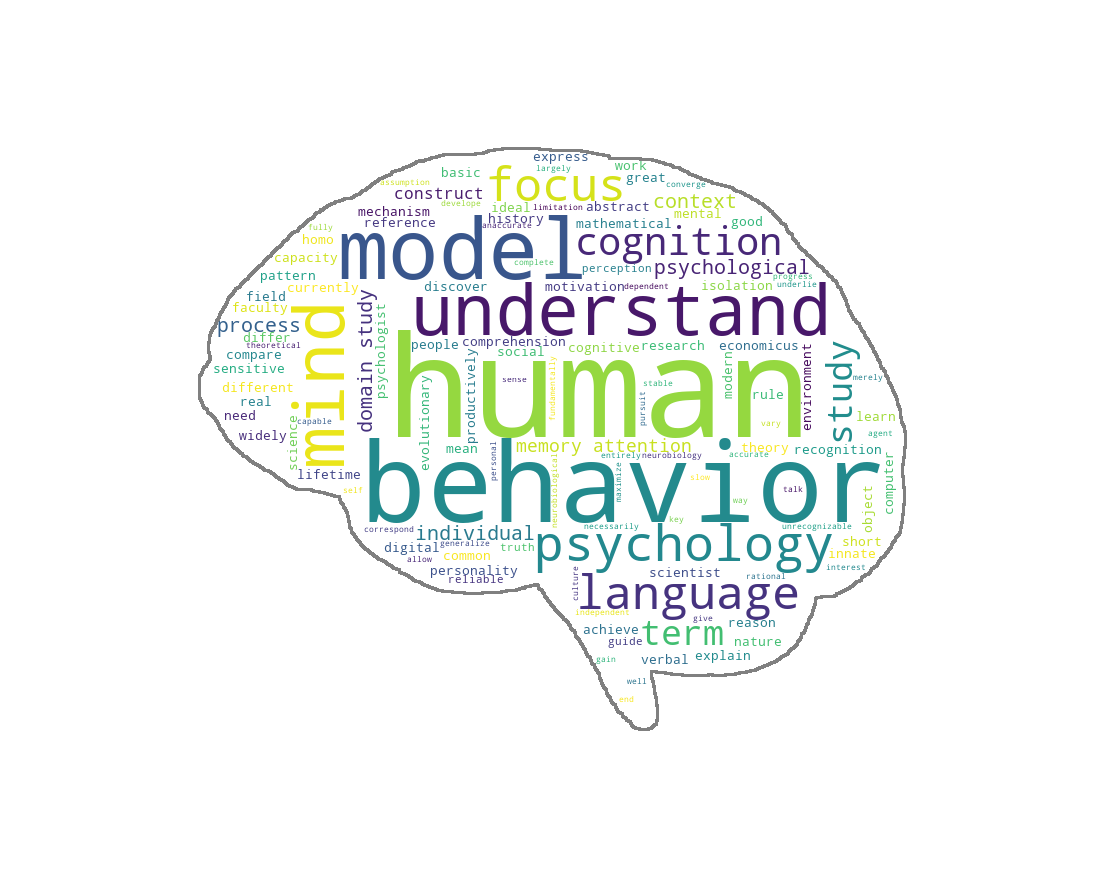 express
largely
work
basic
focus
great
converge
assumption
construct
context
develope
ideal
limitation
abstract
mental
mechanism
history
mathematical
good
reference
anaccurate
fully
homo
model
cognition
capacity
complete
perception
psychological
pattern
progress
currently
discover
motivation
dependent
isolation
underlie
field
faculty
understand
process
differ
theoretical
people
comprehension
social
cognitive
research
economicus
compare
sensitive
mind
domain study
psychologist
human
productively
evolutionary
sense
fundamentally
stable
pursuit
modern
rule
environment
study
merely
different
real
need
capable
widely
science
learn
vary
agent
mean
memory attention
theory
recognition
entirely
neurobiology
accurate
lifetime
personal
behavior
neurobiological
maximize
slow
way
talk
computer
object
self
key
correspond
individual
necessarily
unrecognizable
digital
generalize
truth
psychology
short
allow
common
innate
personality
reliable
scientist
rational
interest
culture
language
independent
give
achieve
term
reason
guide
nature
gain
verbal
explain
well
end